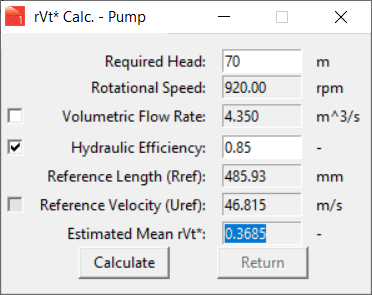 rVt* Calc. - Pump
Required Head: 70 m
Rotational Speed: 920.00 rpm
Volumetric Flow Rate: 4.350 m^3/s
Hydraulic Efficiency: 0.85 -
Reference Length (Rref): 485.93 mm
Reference Velocity (Uref): 46.815 m/s
Estimated Mean rVt*: 0.3685 -
Calculate Return